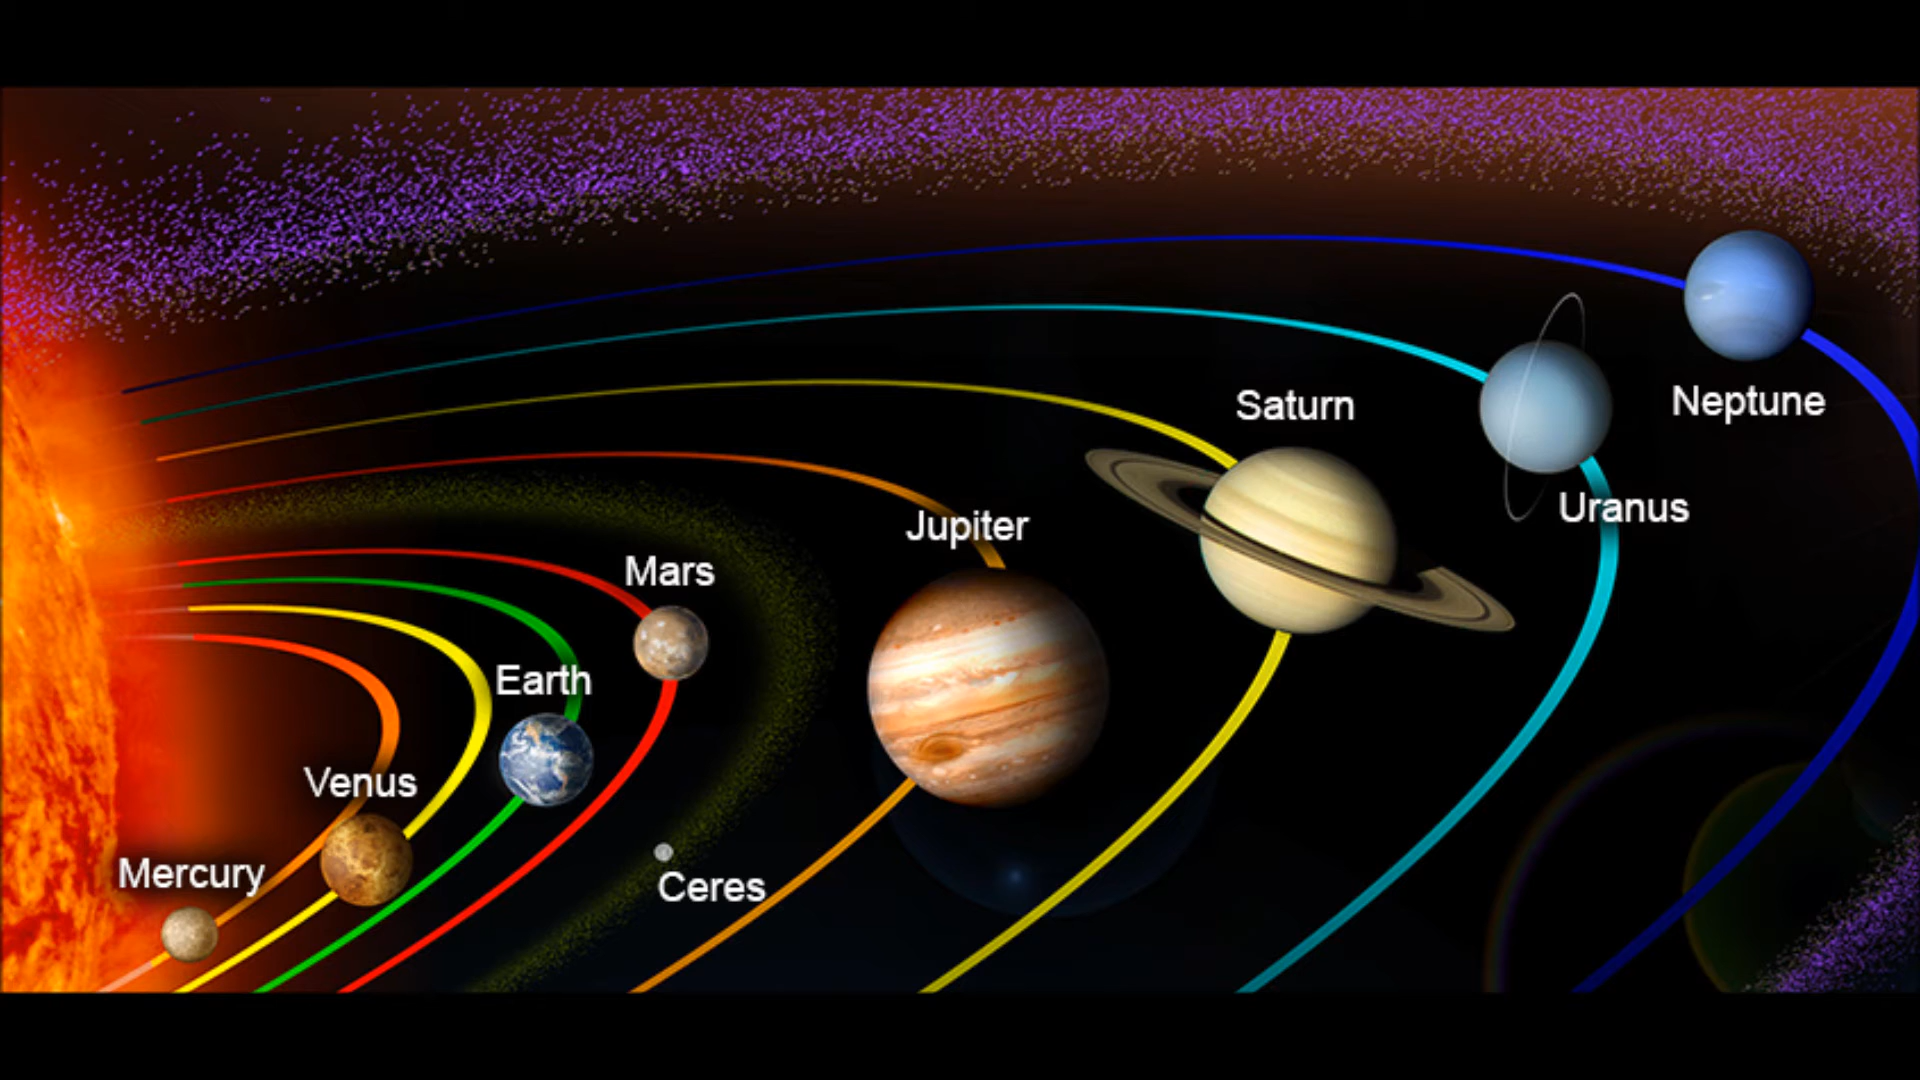 Mercury
Venus
Earth
Mars
Ceres
Jupiter
Saturn
Uranus
Neptune